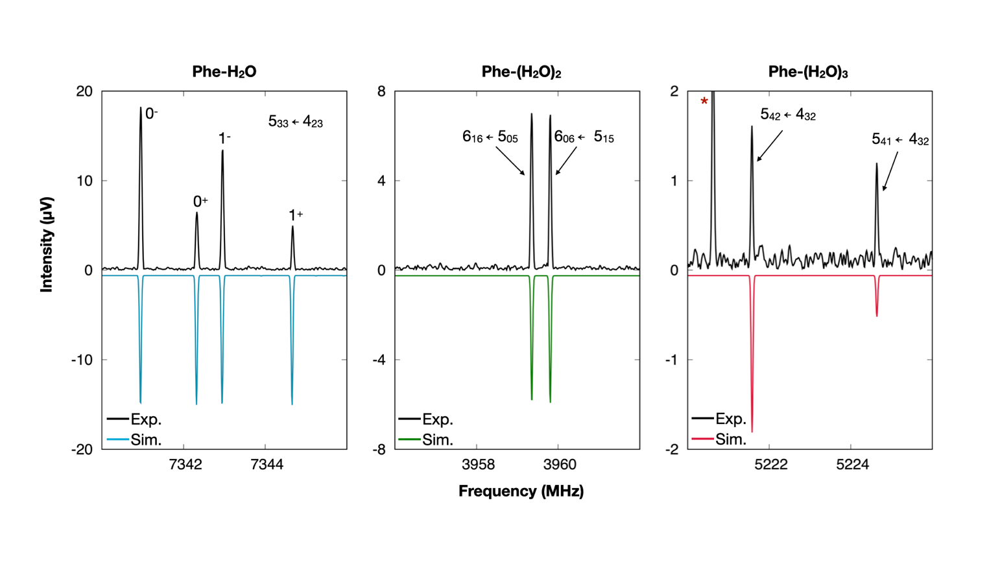 Phe-H₂O
Phe-(H₂O)₂
Phe-(H₂O)₃
Intensity (μV)
20
10
0
-10
-20
0⁻
0⁺
1⁻
1⁺
5₃₃ ← 4₂₃
Exp.
Sim.
7342
7344
8
4
0
-4
-8
6₁₆ ← 5₀₅
6₀₆ ← 5₁₅
Exp.
Sim.
3958
3960
2
1
0
-1
-2
*
5₄₂ ← 4₃₂
5₄₁ ← 4₃₂
Exp.
Sim.
5222
5224
Frequency (MHz)